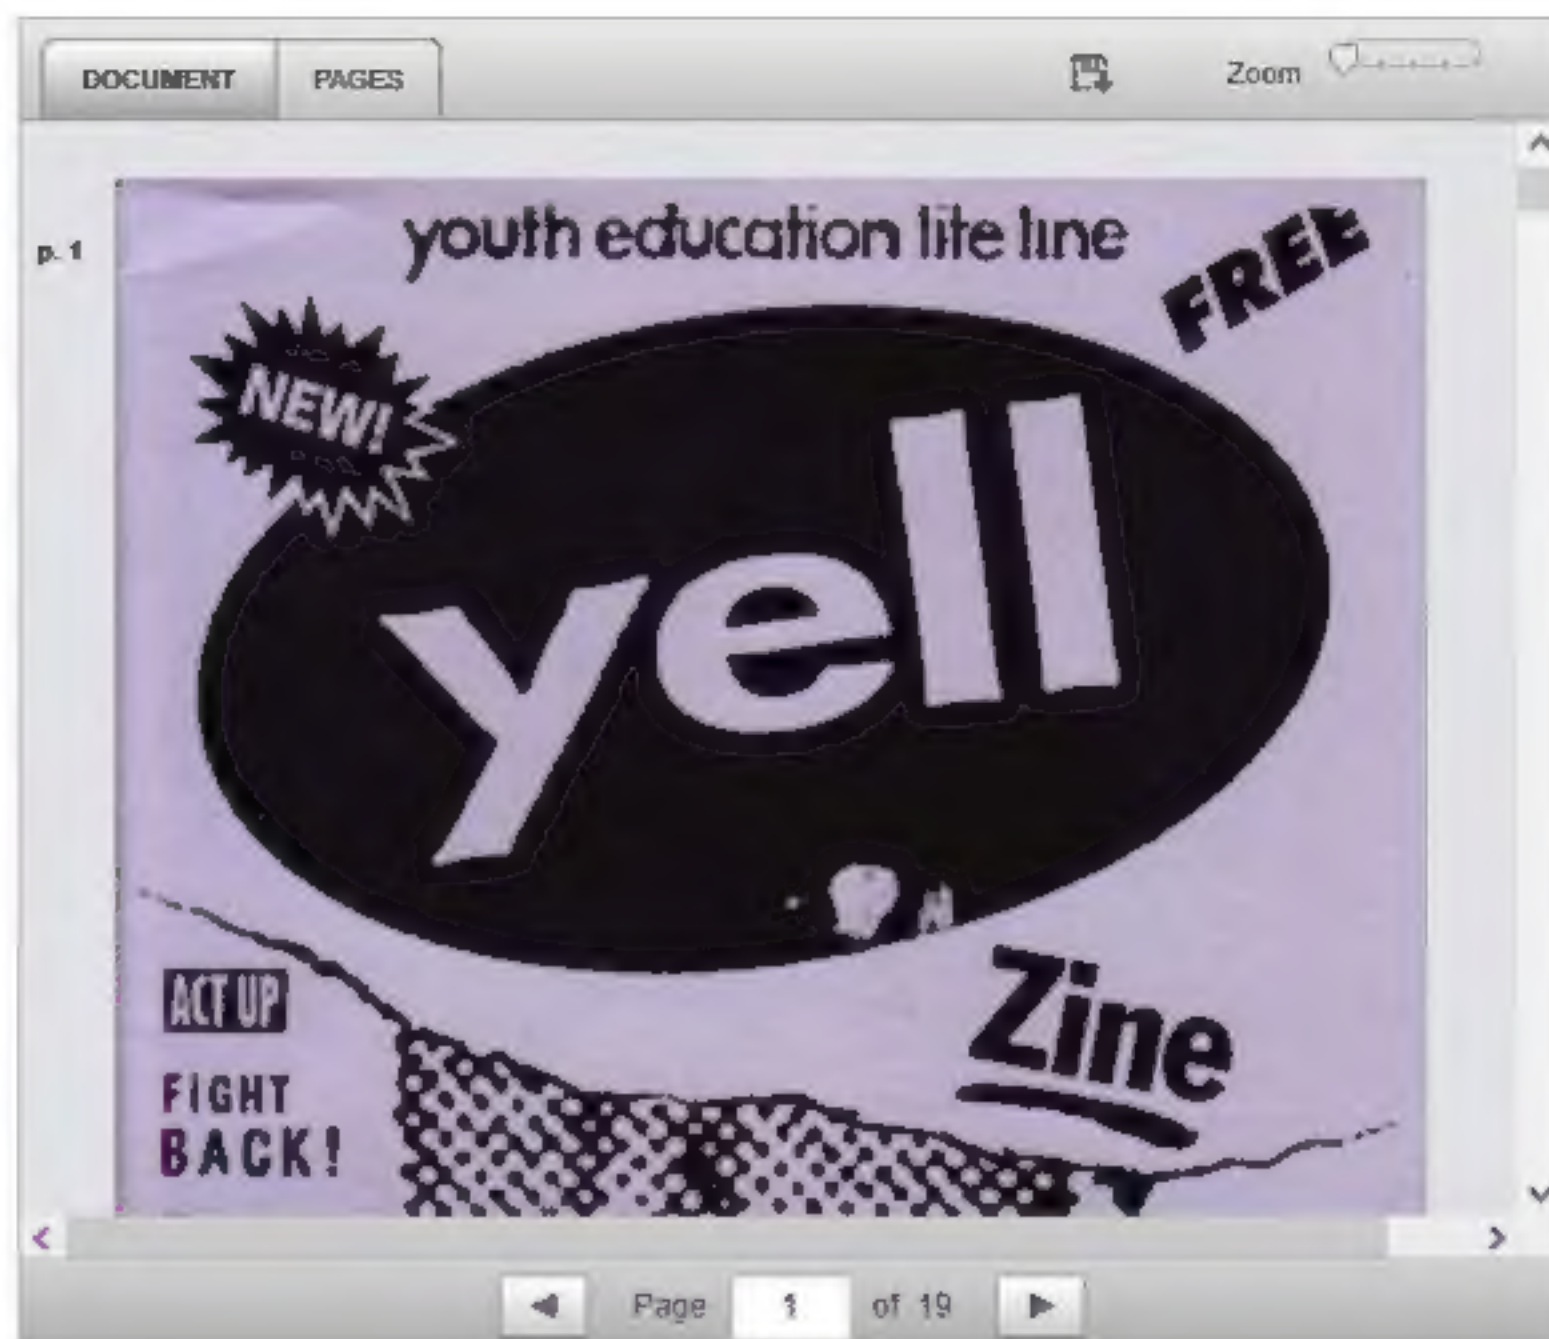 DOCUMENT PAGES Zoom
p. 1
youth education life line
FREE
NEW!
yell
Zine
ACT UP
FIGHT
BACK!
Page 1 of 19